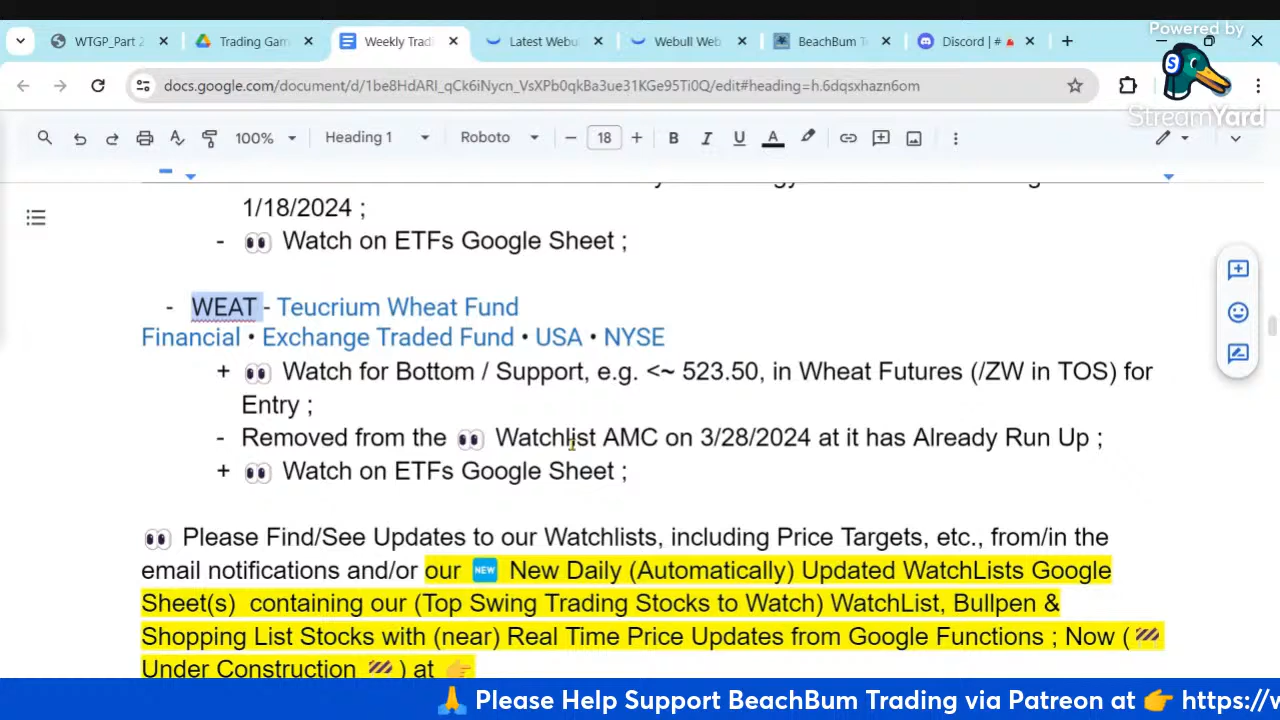 Powered by
StreamYard
WTGP_Part 2
Trading Gam
Weekly Trad
Latest Webu
Webull Web
BeachBum T
Discord | #
docs.google.com/document/d/1be8HdARI_qCk6iNycn_VsXPb0qkBa3ue31KGe95Ti0Q/edit#heading=h.6dqsxhazn6om
100% Heading 1 Roboto 18 B I U A
1/18/2024 ;
- 👀 Watch on ETFs Google Sheet ;
- WEAT - Teucrium Wheat Fund
Financial • Exchange Traded Fund • USA • NYSE
+ 👀 Watch for Bottom / Support, e.g. <~ 523.50, in Wheat Futures (/ZW in TOS) for
Entry ;
- Removed from the 👀 Watchlist AMC on 3/28/2024 at it has Already Run Up ;
+ 👀 Watch on ETFs Google Sheet ;
👀 Please Find/See Updates to our Watchlists, including Price Targets, etc., from/in the
email notifications and/or our 🆕 New Daily (Automatically) Updated WatchLists Google
Sheet(s) containing our (Top Swing Trading Stocks to Watch) WatchList, Bullpen &
Shopping List Stocks with (near) Real Time Price Updates from Google Functions ; Now ( 🚧
Under Construction 🚧 ) at 👉
🙏 Please Help Support BeachBum Trading via Patreon at 👉 https://w